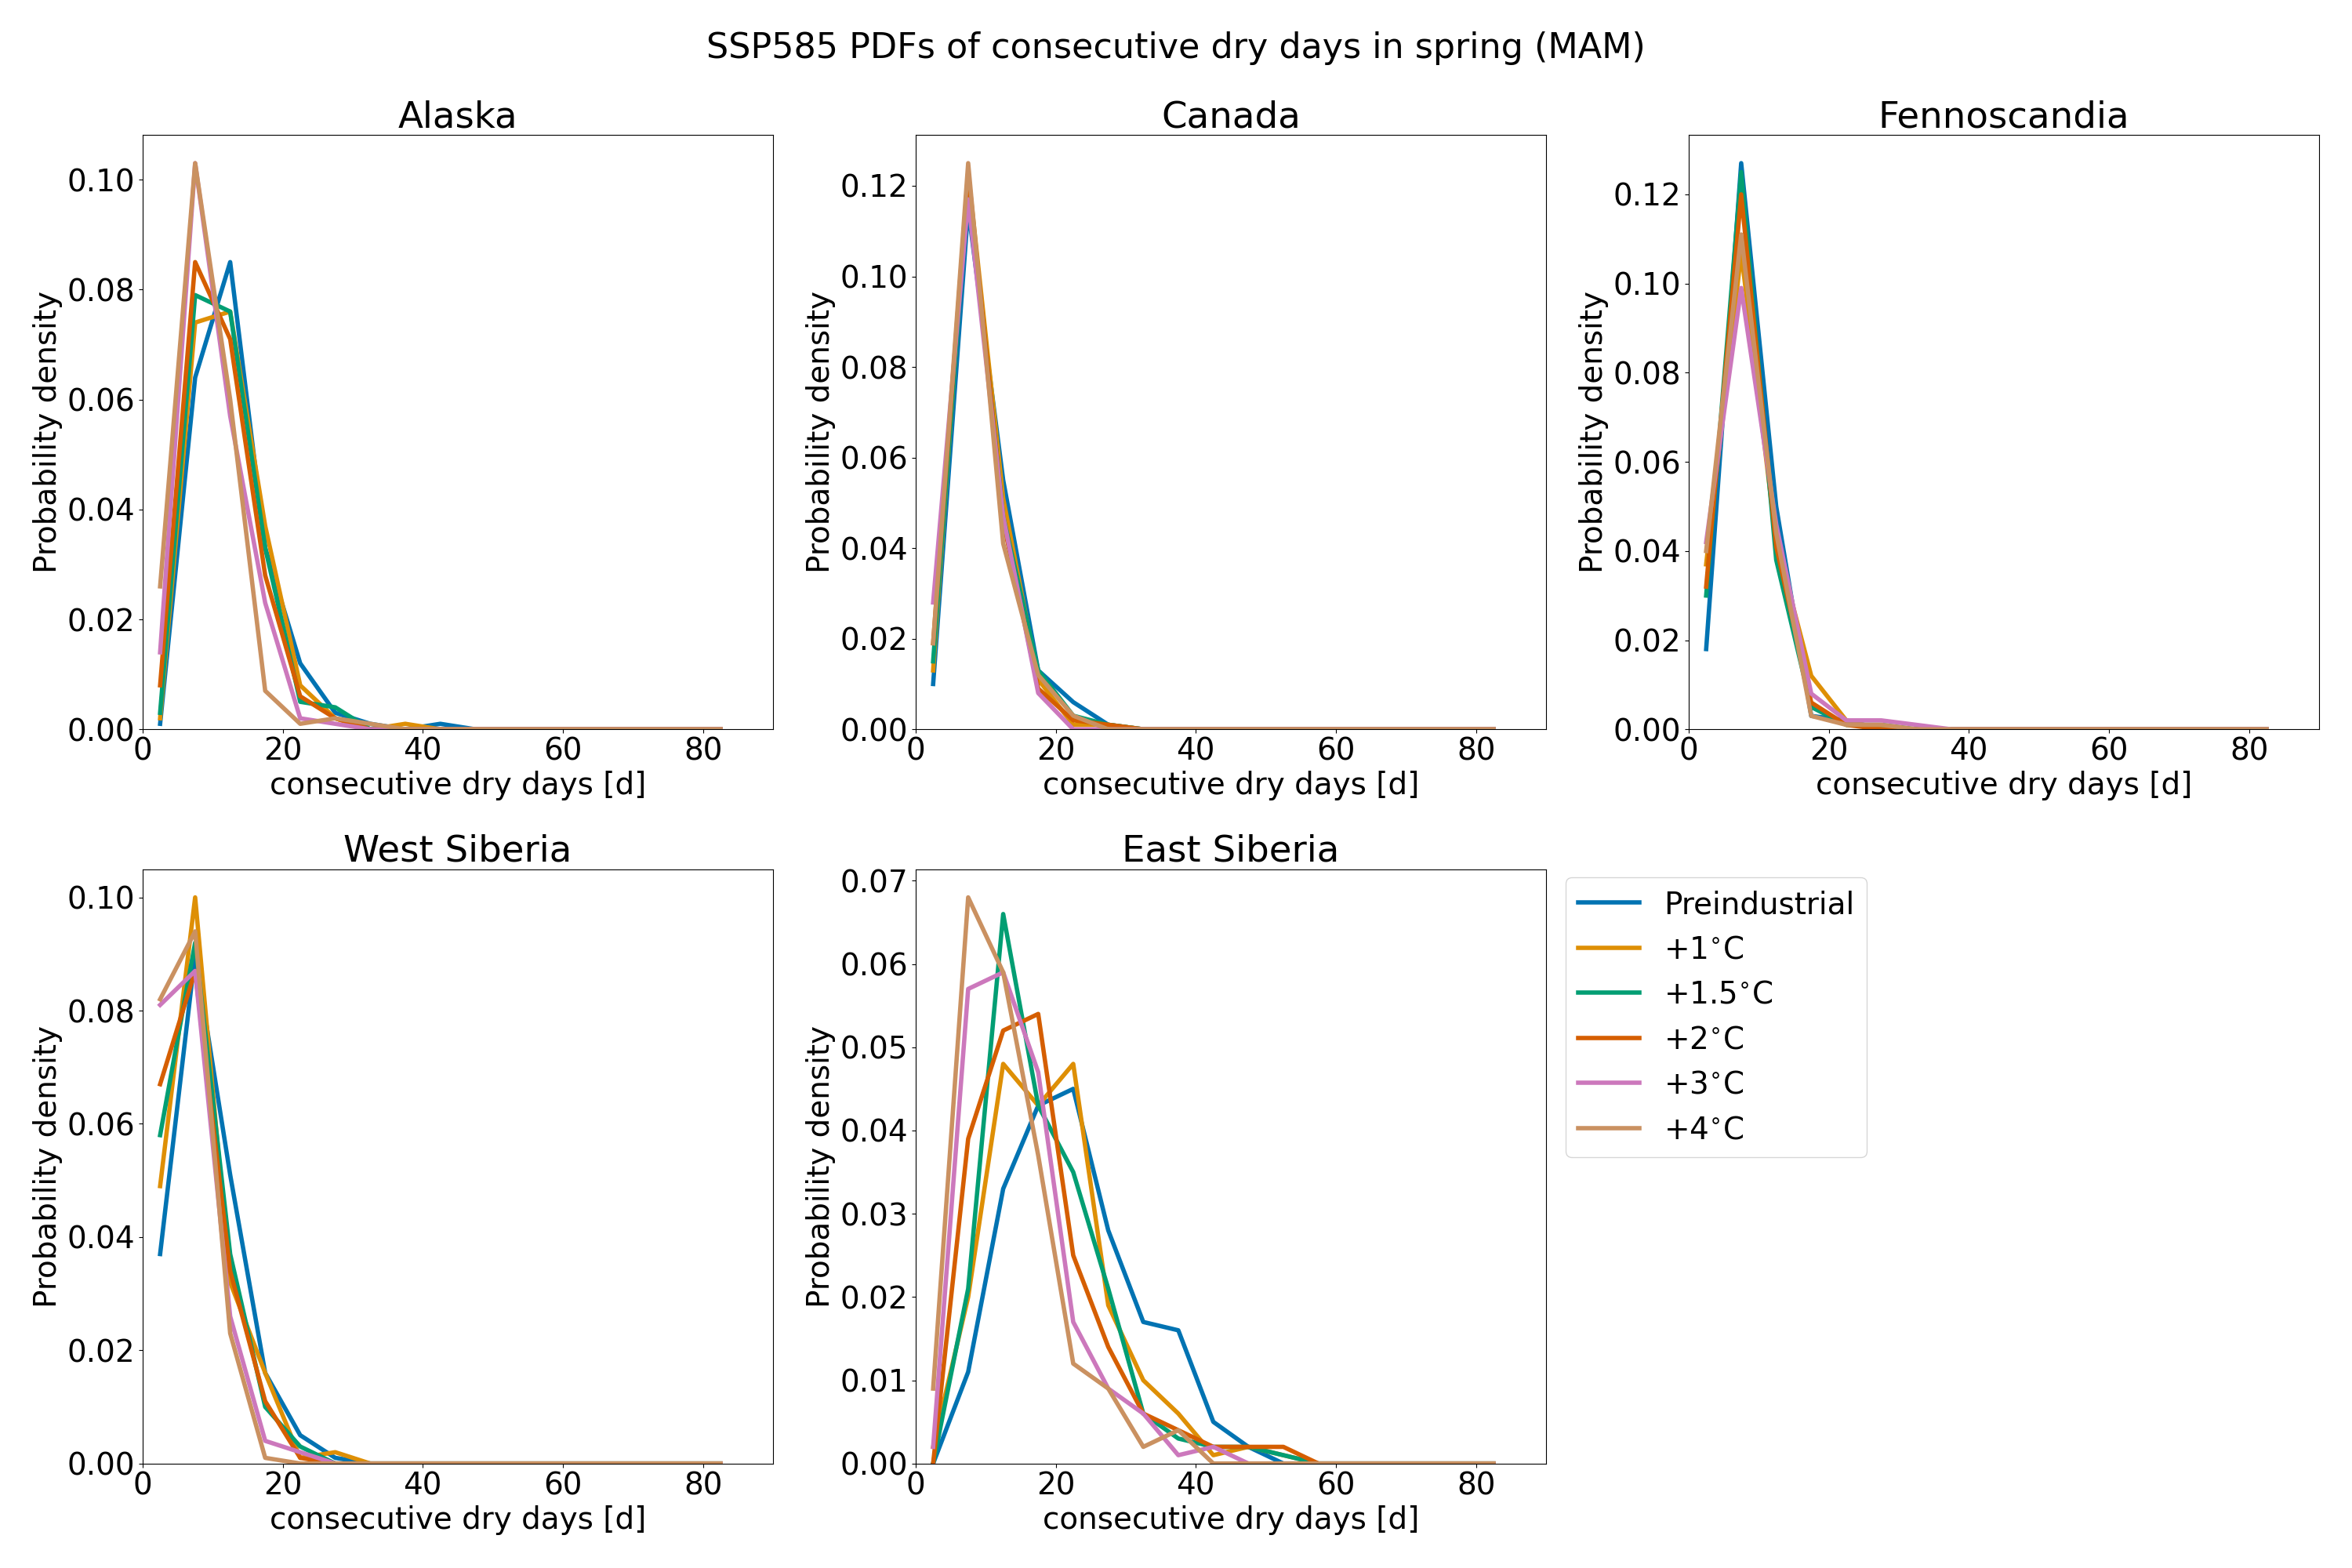 SSP585 PDFs of consecutive dry days in spring (MAM)
Alaska
Probability density
0.10
0.08
0.06
0.04
0.02
0.00
0 20 40 60 80
consecutive dry days [d]
Canada
Probability density
0.12
0.10
0.08
0.06
0.04
0.02
0.00
0 20 40 60 80
consecutive dry days [d]
Fennoscandia
Probability density
0.12
0.10
0.08
0.06
0.04
0.02
0.00
0 20 40 60 80
consecutive dry days [d]
West Siberia
Probability density
0.10
0.08
0.06
0.04
0.02
0.00
0 20 40 60 80
consecutive dry days [d]
East Siberia
Probability density
0.07
0.06
0.05
0.04
0.03
0.02
0.01
0.00
0 20 40 60 80
consecutive dry days [d]
Preindustrial
+1°C
+1.5°C
+2°C
+3°C
+4°C